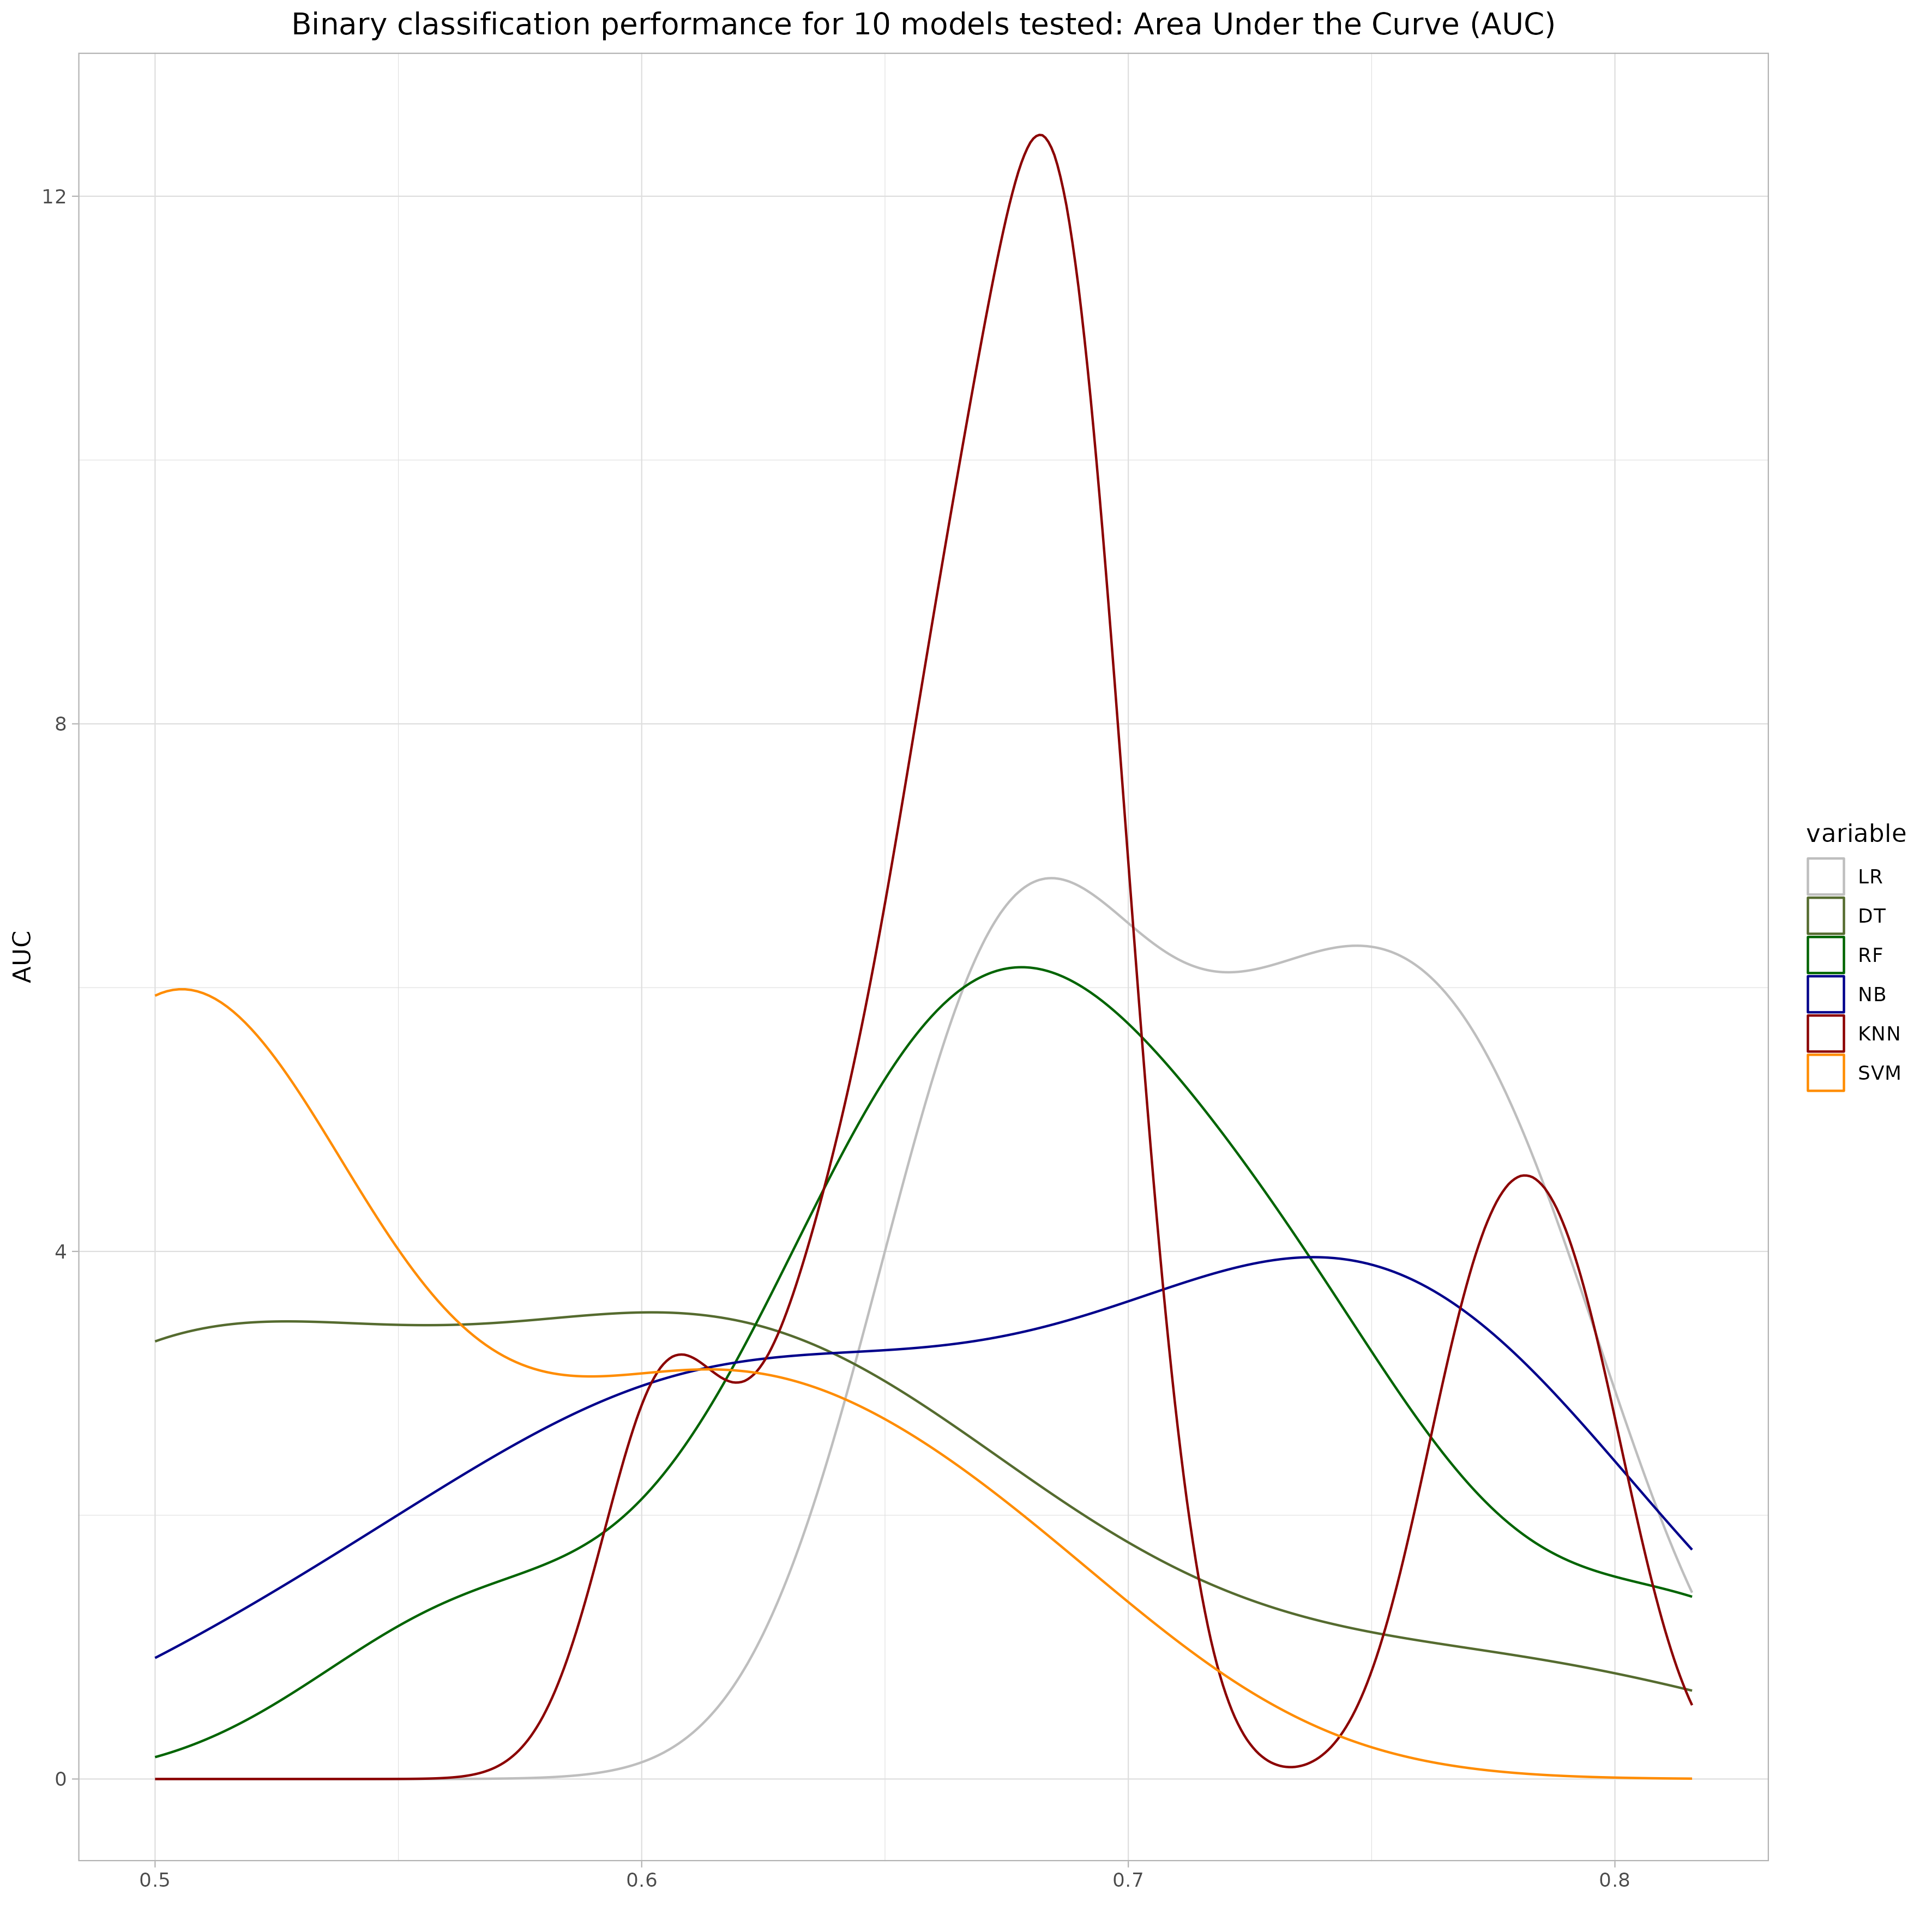 Binary classification performance for 10 models tested: Area Under the Curve (AUC)
12
8
4
0
AUC
0.5 0.6 0.7 0.8
variable
LR
DT
RF
NB
KNN
SVM